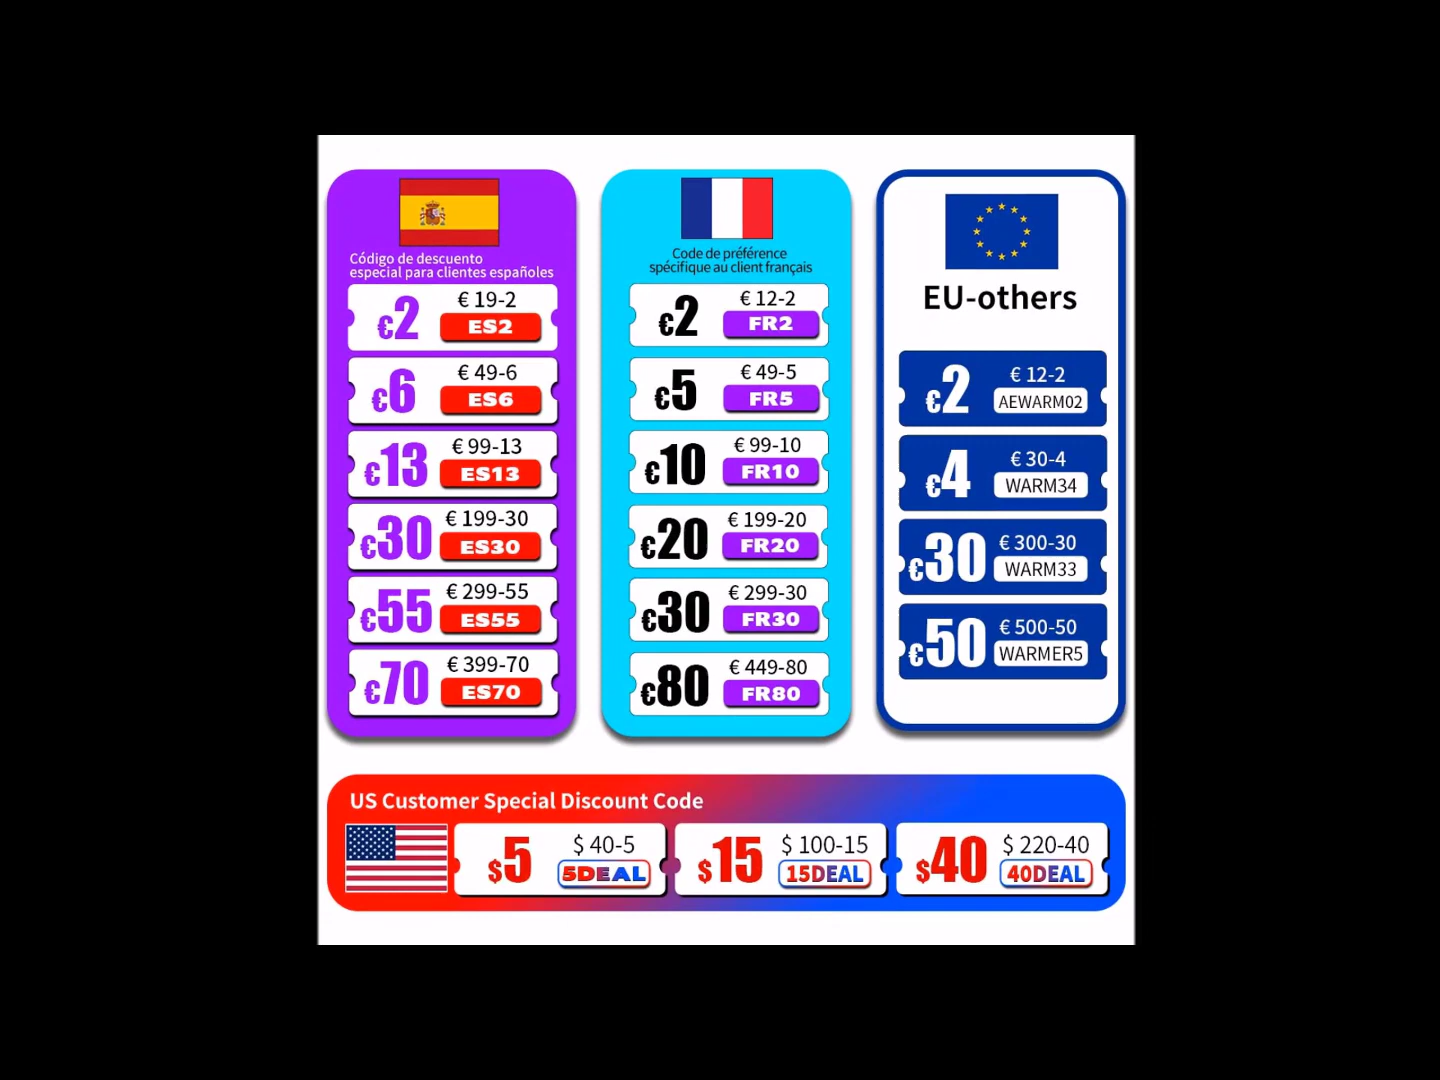 Código de descuento
especial para clientes españoles
€2
€ 19-2
ES2
€6
€ 49-6
ES6
€13
€ 99-13
ES13
€30
€ 199-30
ES30
€55
€ 299-55
ES55
€70
€ 399-70
ES70
Code de préférence
spécifique au client français
€2
€ 12-2
FR2
€5
€ 49-5
FR5
€10
€ 99-10
FR10
€20
€ 199-20
FR20
€30
€ 299-30
FR30
€80
€ 449-80
FR80
EU-others
€2
€ 12-2
AEWARM02
€4
€ 30-4
WARM34
€30
€ 300-30
WARM33
€50
€ 500-50
WARMER5
US Customer Special Discount Code
$5
$ 40-5
5DEAL
$15
$ 100-15
15DEAL
$40
$ 220-40
40DEAL